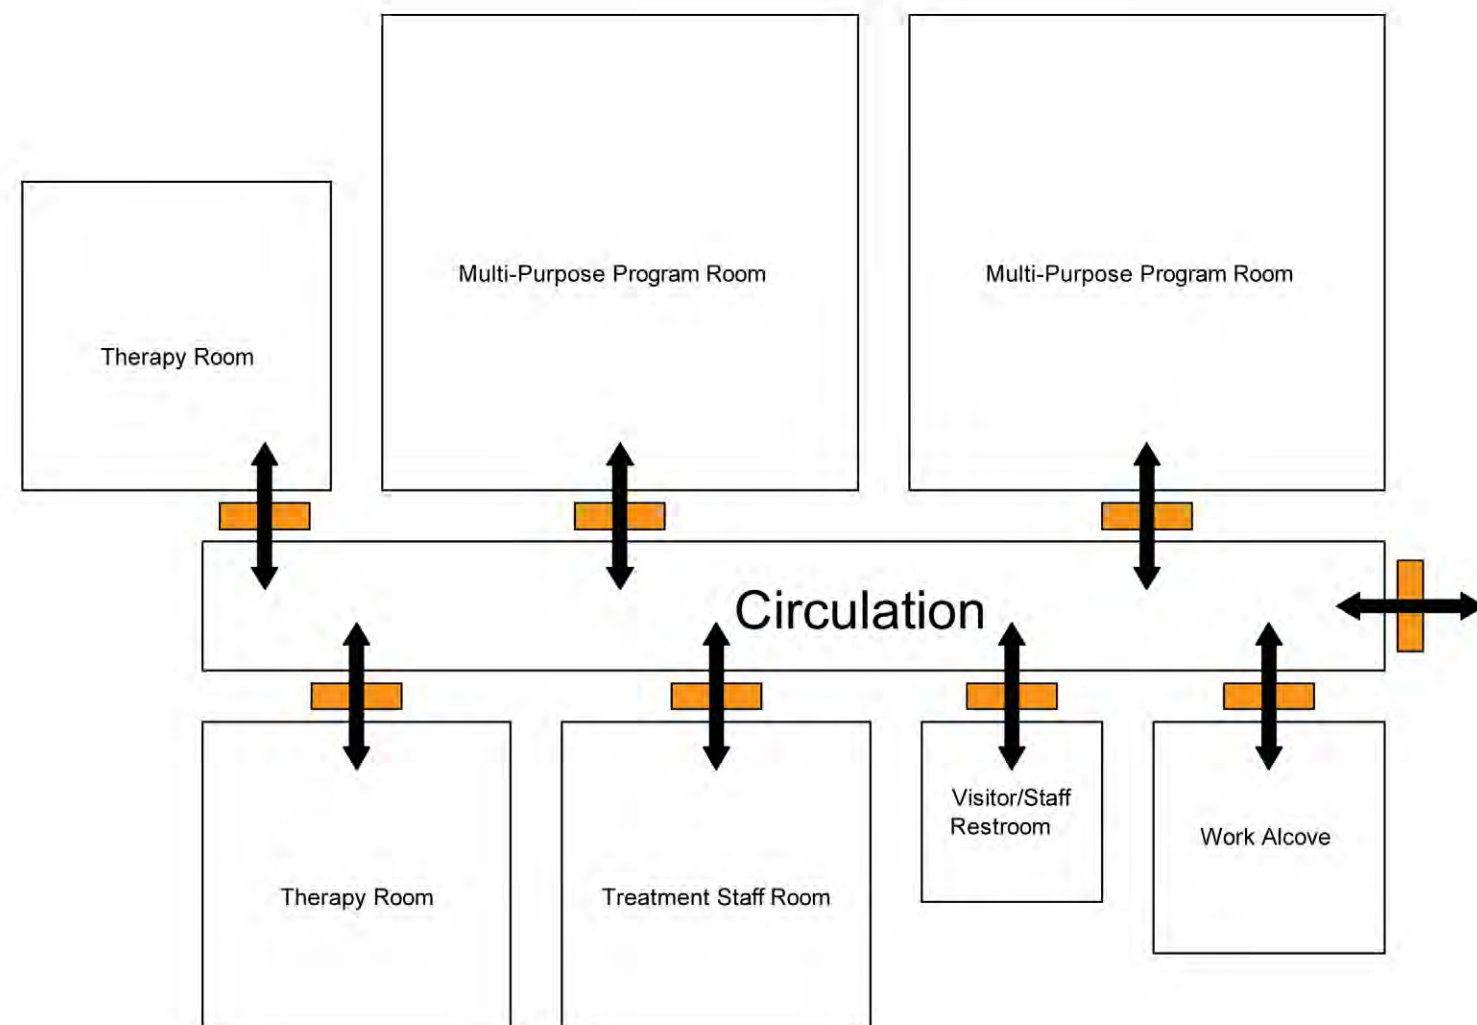 Multi-Purpose Program Room
Multi-Purpose Program Room
Therapy Room
Circulation
Visitor/Staff
Restroom
Work Alcove
Therapy Room
Treatment Staff Room